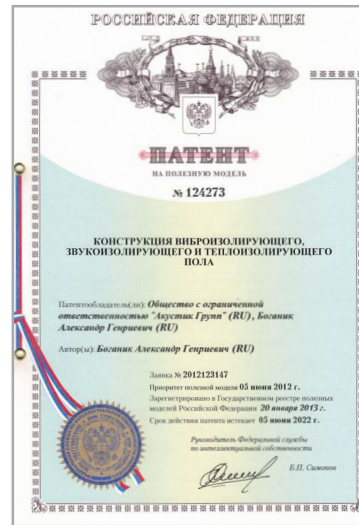 РОССИЙСКАЯ ФЕДЕРАЦИЯ
ПАТЕНТ
НА ПОЛЕЗНУЮ МОДЕЛЬ
№ 124273
КОНСТРУКЦИЯ ВИБРОИЗОЛИРУЮЩЕГО,
ЗВУКОИЗОЛИРУЮЩЕГО И ТЕПЛОИЗОЛИРУЮЩЕГО
ПОЛА
Патентообладатель(ли): Общество с ограниченной
ответственностью "Акустик Групп" (RU), Боганик
Александр Генриевич (RU)
Автор(ы): Боганик Александр Генриевич (RU)
Заявка № 2012123147
Приоритет полезной модели 05 июня 2012 г.
Зарегистрировано в Государственном реестре полезных
моделей Российской Федерации 20 января 2013 г.
Срок действия патента истекает 05 июня 2022 г.
Руководитель Федеральной службы
по интеллектуальной собственности
Б.П. Симонов